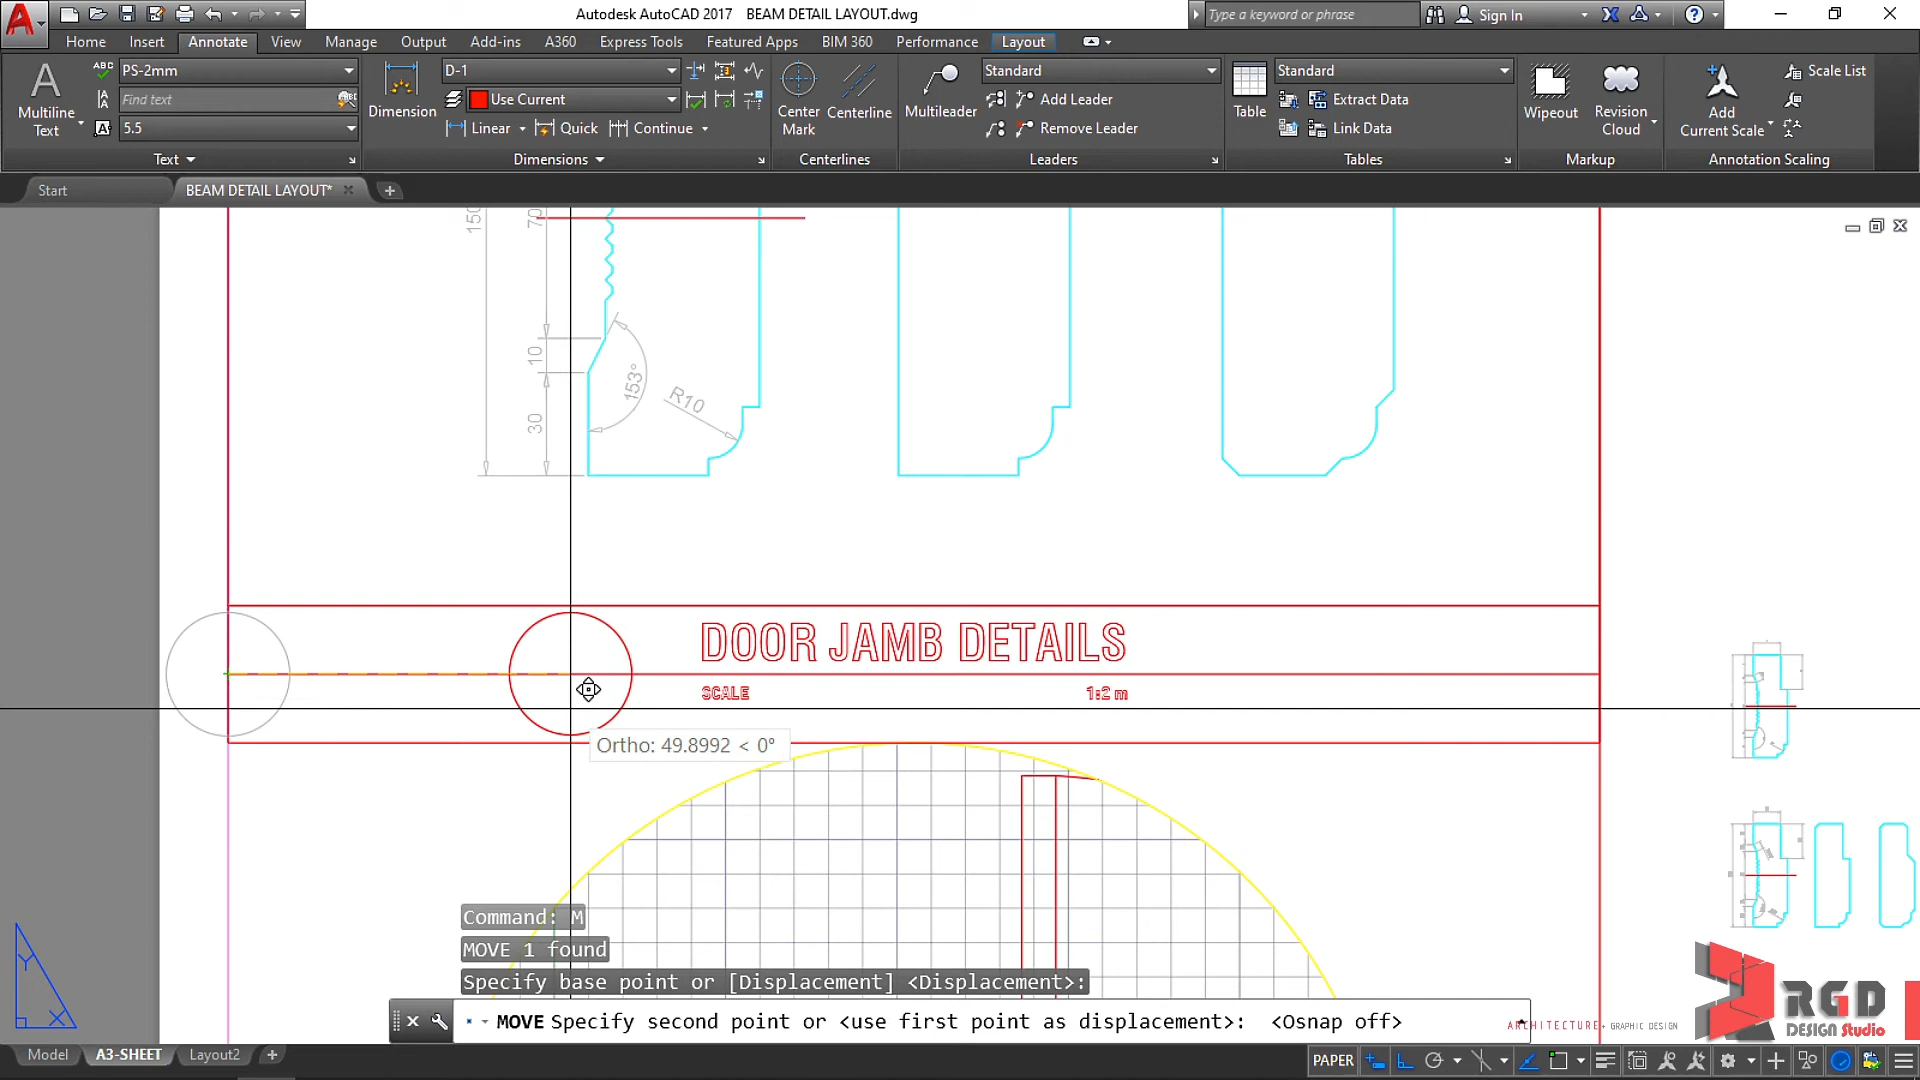 Autodesk AutoCAD 2017 BEAM DETAIL LAYOUT.dwg
Type a keyword or phrase
Sign In
Home Insert Annotate View Manage Output Add-ins A360 Express Tools Featured Apps BIM 360 Performance Layout
Multiline Text
PS-2mm
Find text
5.5
Text
Dimension
D-1
Use Current
Linear
Quick
Continue
Dimensions
Center Mark
Centerline
Centerlines
Multileader
Standard
Add Leader
Remove Leader
Leaders
Table
Standard
Extract Data
Link Data
Tables
Wipeout
Revision Cloud
Markup
Add Current Scale
Scale List
Annotation Scaling
Start
BEAM DETAIL LAYOUT*
150
70
10
30
153°
R10
DOOR JAMB DETAILS
SCALE 1:2 m
Ortho: 49.8992 < 0°
Command: M
MOVE 1 found
Specify base point or [Displacement] <Displacement>:
MOVE Specify second point or <use first point as displacement>: <Osnap off>
Y
X
RGD
DESIGN Studio
ARCHITECTURE + GRAPHIC DESIGN
Model A3-SHEET Layout2
PAPER